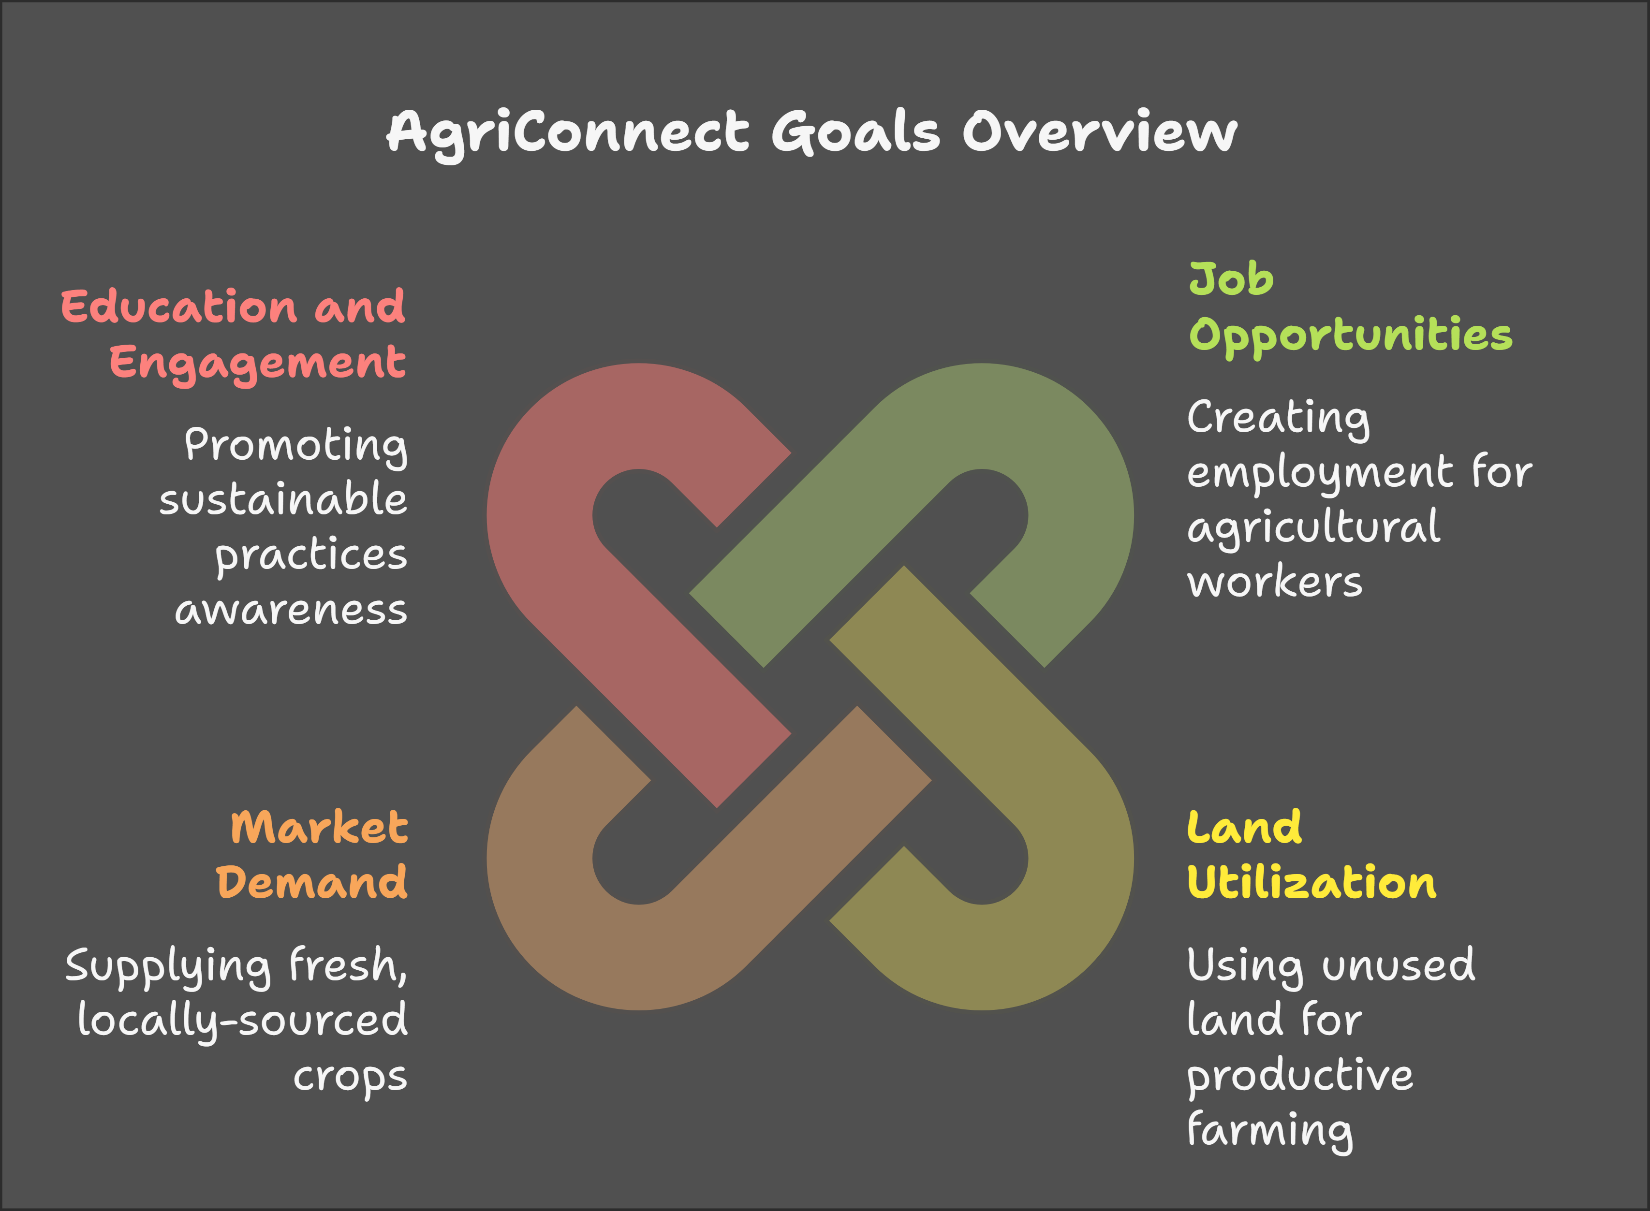 AgriConnect Goals Overview
Education and
Engagement
Promoting
sustainable
practices
awareness
Job
Opportunities
Creating
employment for
agricultural
workers
Market
Demand
Supplying fresh,
locally-sourced
crops
Land
Utilization
Using unused
land for
productive
farming